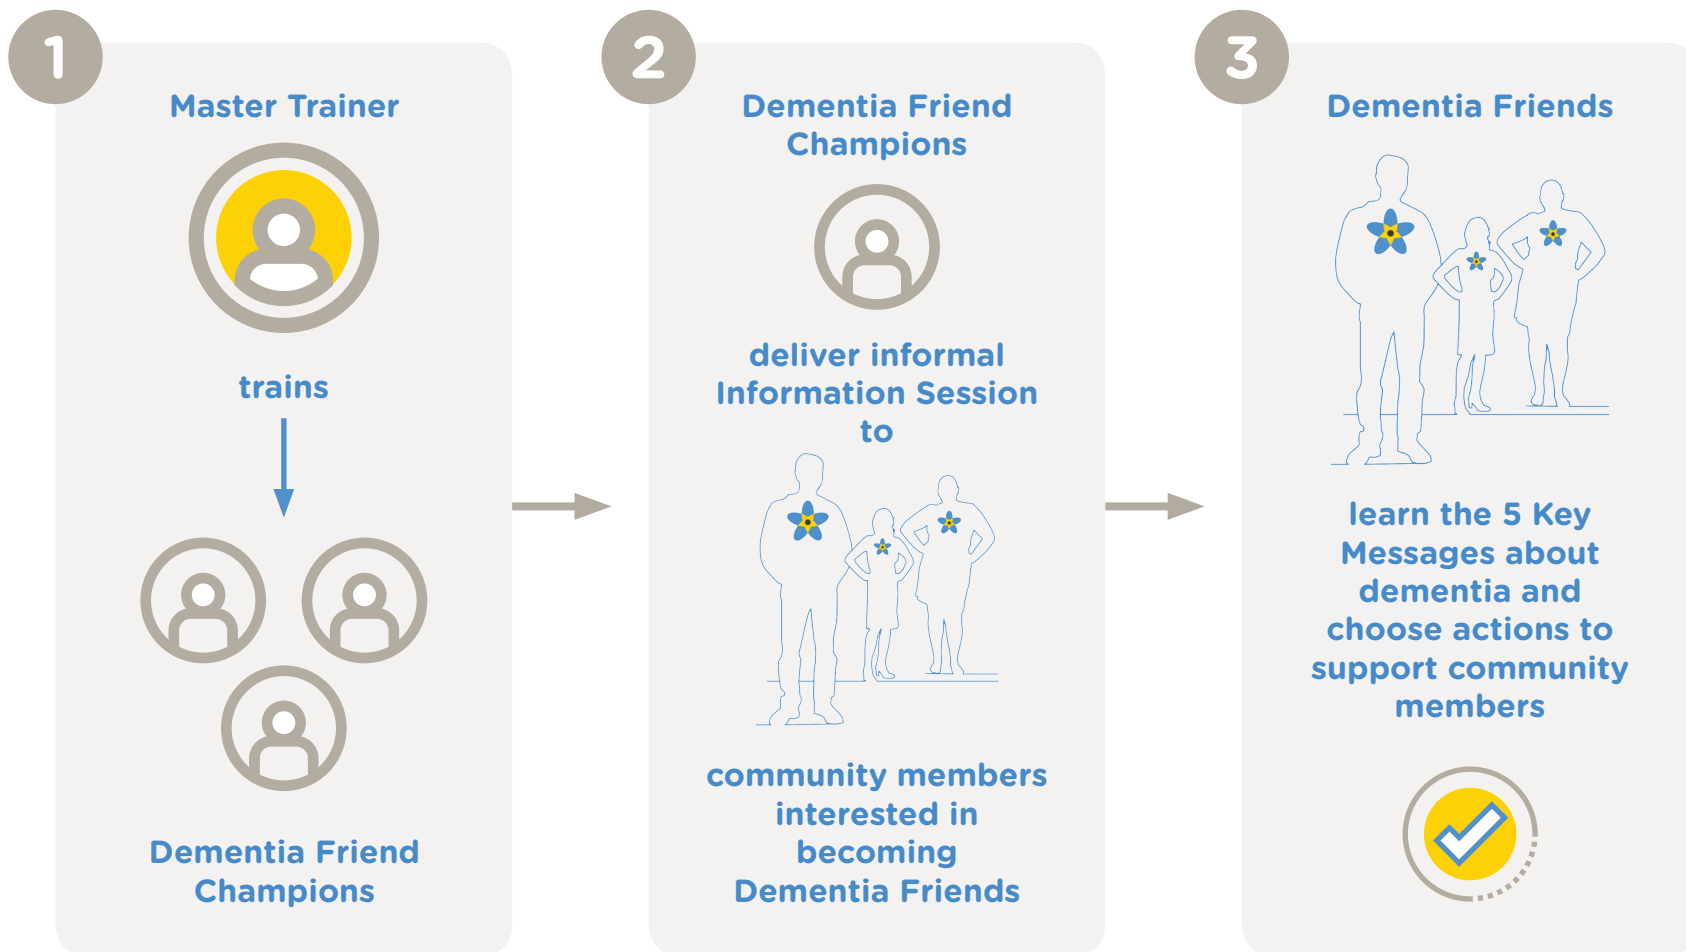 1
Master Trainer
trains
Dementia Friend
Champions
2
Dementia Friend
Champions
deliver informal
Information Session
to
community members
interested in
becoming
Dementia Friends
3
Dementia Friends
learn the 5 Key
Messages about
dementia and
choose actions to
support community
members